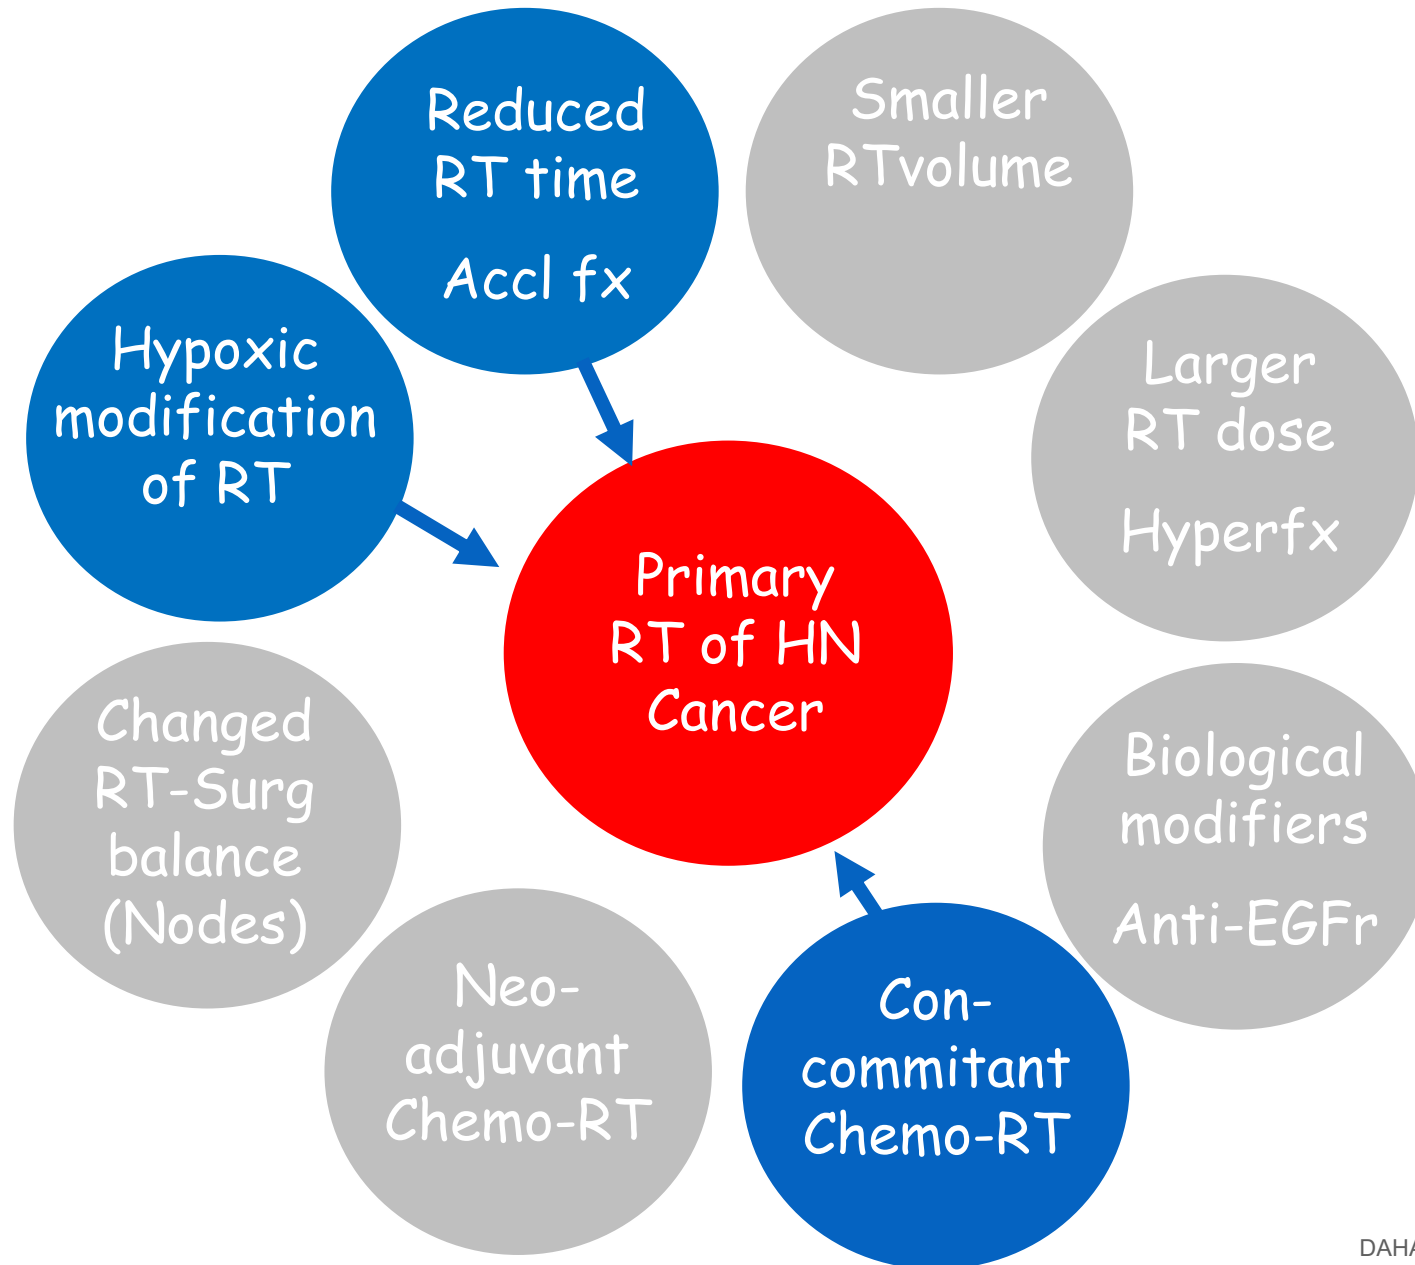 Reduced
RT time
Accl fx
Smaller
RTvolume
Hypoxic
modification
of RT
Larger
RT dose
Hyperfx
Primary
RT of HN
Cancer
Changed
RT-Surg
balance
(Nodes)
Biological
modifiers
Anti-EGFr
Neo-
adjuvant
Chemo-RT
Con-
commitant
Chemo-RT
DAHA